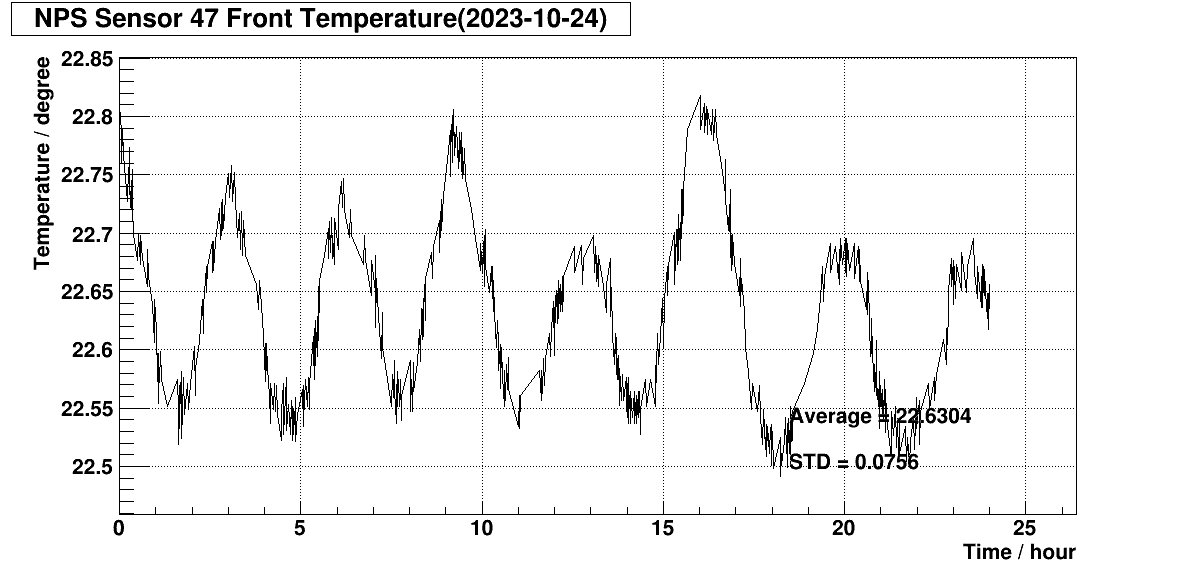 NPS Sensor 47 Front Temperature(2023-10-24)
Temperature / degree
22.85
22.8
22.75
22.7
22.65
22.6
22.55
22.5
Average = 22.6304
STD = 0.0756
0 5 10 15 20 25
Time / hour